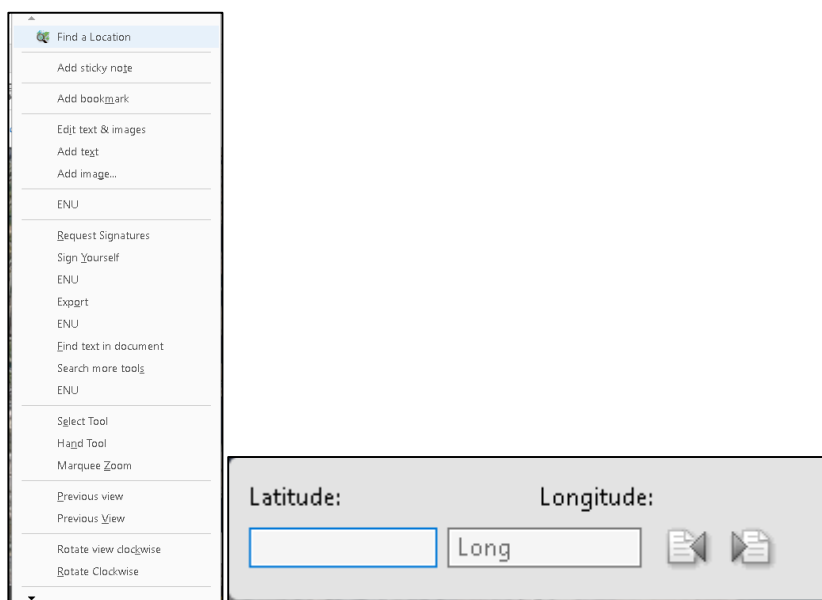 Find a Location
Add sticky note
Add bookmark
Edit text & images
Add text
Add image...
ENU
Request Signatures
Sign Yourself
ENU
Export
ENU
Find text in document
Search more tools
ENU
Select Tool
Hand Tool
Marquee Zoom
Previous view
Previous View
Rotate view clockwise
Rotate Clockwise
Latitude: Longitude:
Long